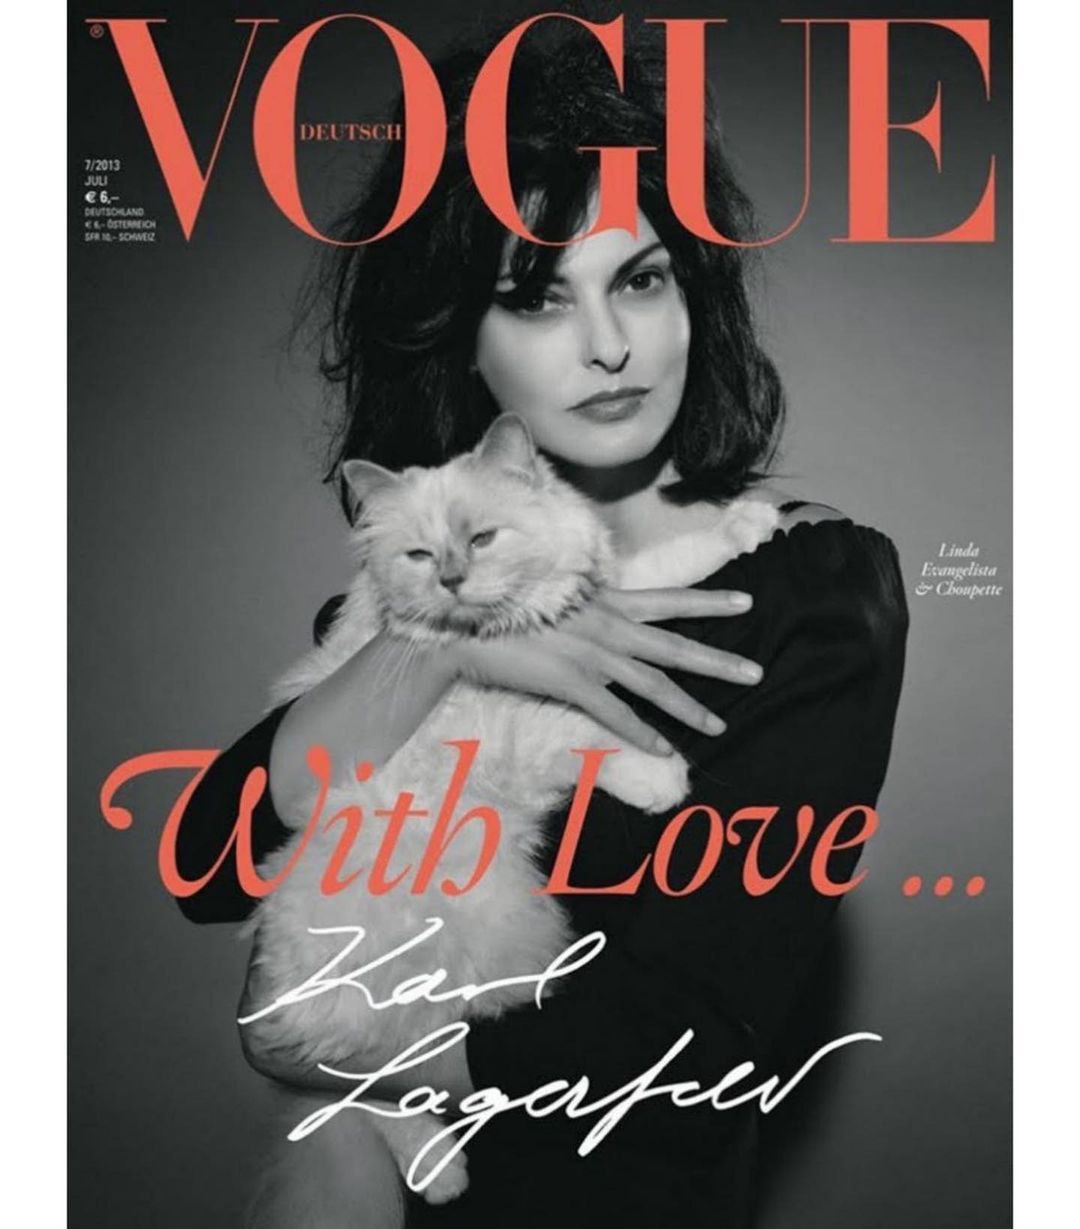 ®
VOGUE
DEUTSCH
7/2013
JULI
€ 6,–
DEUTSCHLAND
€ 6,– ÖSTERREICH
SFR 10,– SCHWEIZ
Linda
Evangelista
& Choupette
With Love ...
Karl
Lagerfeld